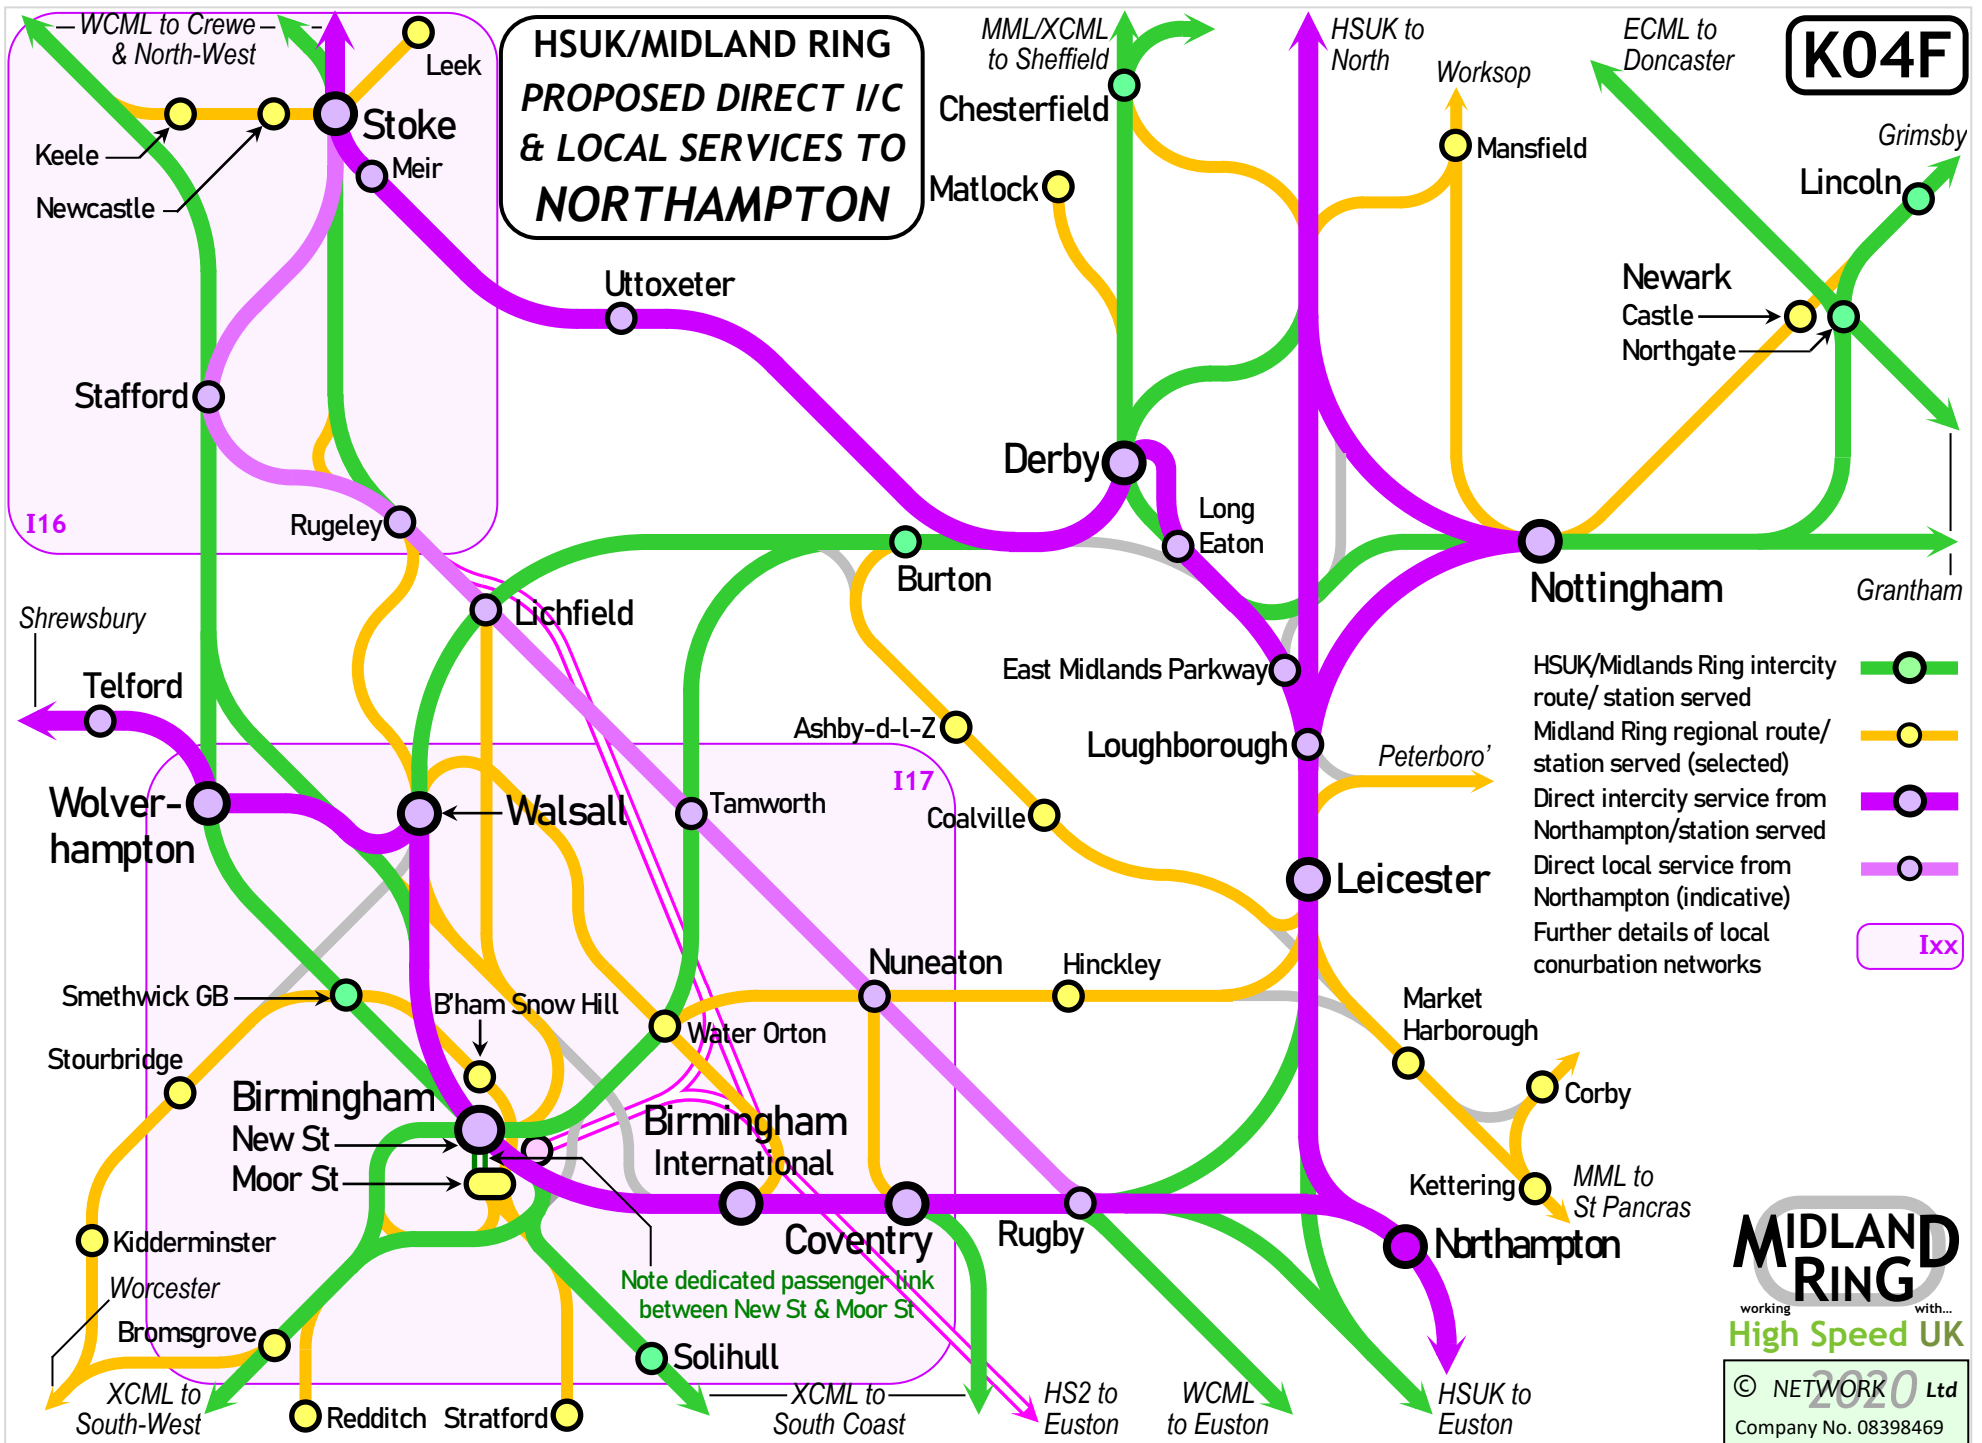 WCML to Crewe
& North-West
Leek
Stoke
Meir
Keele
Newcastle
HSUK/MIDLAND RING
PROPOSED DIRECT I/C
& LOCAL SERVICES TO
NORTHAMPTON
MML/XCML
to Sheffield
Chesterfield
Matlock
HSUK to
North
Worksop
Mansfield
ECML to
Doncaster
K04F
Grimsby
Lincoln
Newark
Castle
Northgate
Uttoxeter
Stafford
Rugeley
I16
Derby
Long
Eaton
Burton
Nottingham
Grantham
Lichfield
Shrewsbury
Telford
East Midlands Parkway
Ashby-d-l-Z
Loughborough
Peterboro'
HSUK/Midlands Ring intercity
route/ station served
Midland Ring regional route/
station served (selected)
Direct intercity service from
Northampton/station served
Direct local service from
Northampton (indicative)
Further details of local
conurbation networks
Ixx
I17
Wolver-
hampton
Walsall
Tamworth
Coalville
Leicester
Smethwick GB
B'ham Snow Hill
Nuneaton
Hinckley
Water Orton
Market
Harborough
Stourbridge
Corby
Birmingham
New St
Moor St
Birmingham
International
Kettering
MML to
St Pancras
Coventry
Rugby
Northampton
Kidderminster
Worcester
Note dedicated passenger link
between New St & Moor St
Bromsgrove
Solihull
XCML to
South-West
Redditch
Stratford
XCML to
South Coast
HS2 to
Euston
WCML
to Euston
HSUK to
Euston
MIDLAND
RING
working with...
High Speed UK
© NETWORK 2020 Ltd
Company No. 08398469